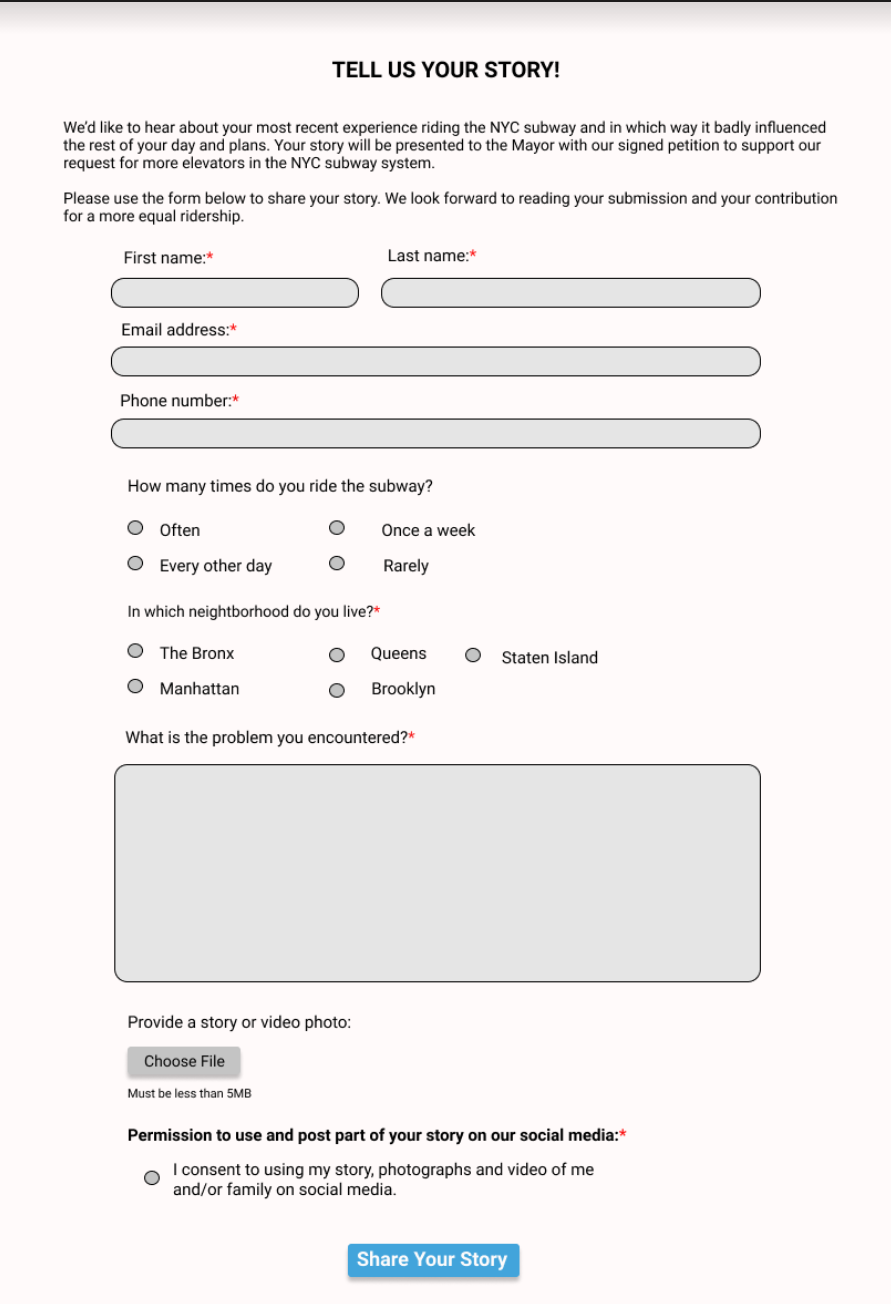 TELL US YOUR STORY!
We'd like to hear about your most recent experience riding the NYC subway and in which way it badly influenced
the rest of your day and plans. Your story will be presented to the Mayor with our signed petition to support our
request for more elevators in the NYC subway system.
Please use the form below to share your story. We look forward to reading your submission and your contribution
for a more equal ridership.
First name:* Last name:*
Email address:*
Phone number:*
How many times do you ride the subway?
Often Once a week
Every other day Rarely
In which neightborhood do you live?*
The Bronx Queens Staten Island
Manhattan Brooklyn
What is the problem you encountered?*
Provide a story or video photo:
Choose File
Must be less than 5MB
Permission to use and post part of your story on our social media:*
I consent to using my story, photographs and video of me
and/or family on social media.
Share Your Story